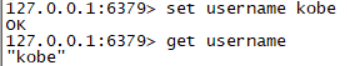 127.0.0.1:6379> set username kobe
OK
127.0.0.1:6379> get username
"kobe"